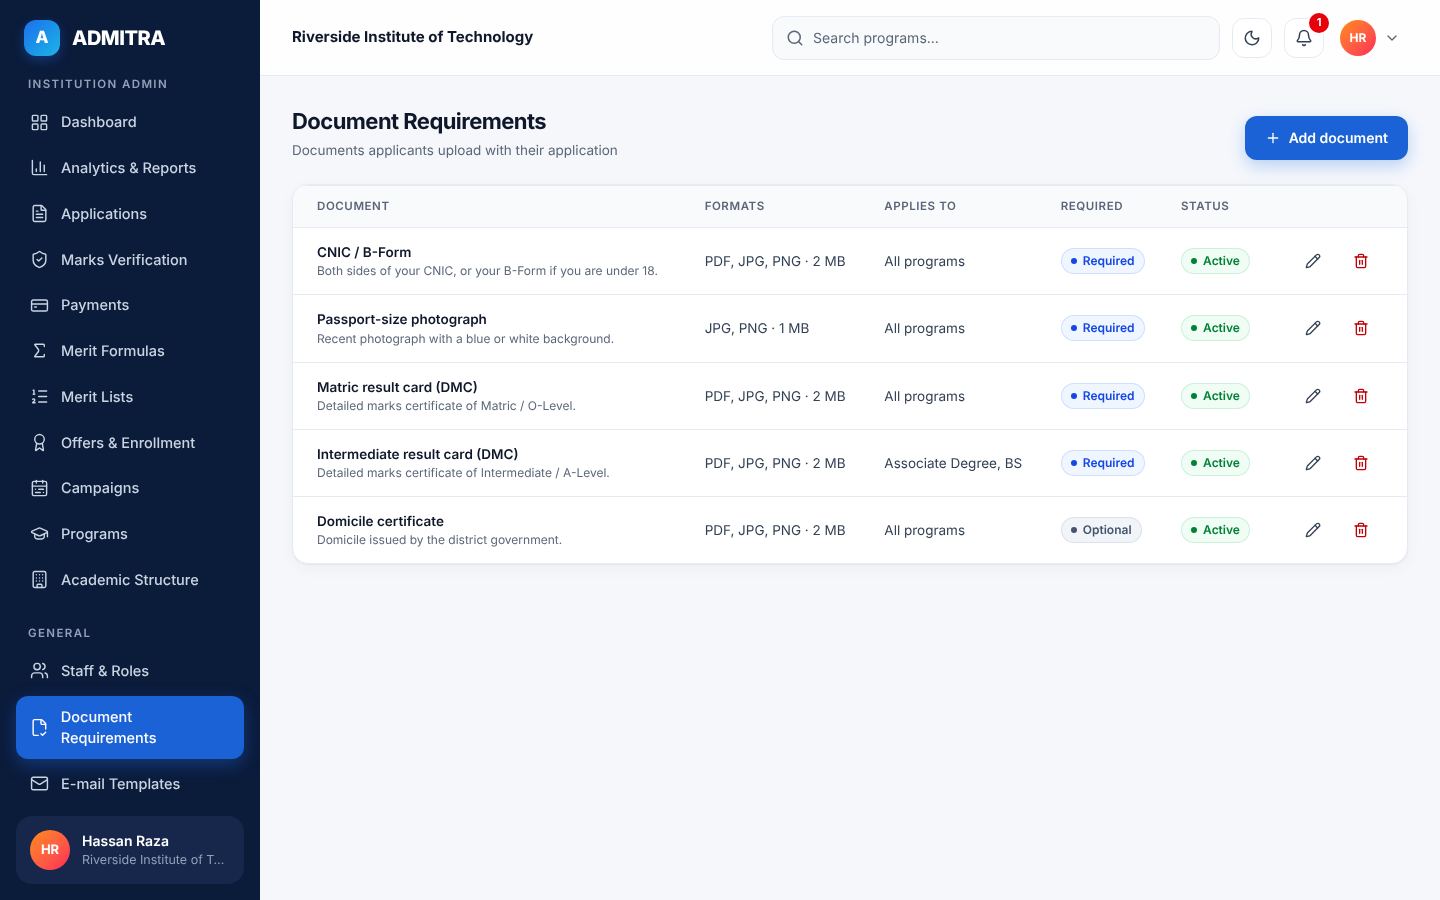 A ADMITRA
INSTITUTION ADMIN
Dashboard
Analytics & Reports
Applications
Marks Verification
Payments
Merit Formulas
Merit Lists
Offers & Enrollment
Campaigns
Programs
Academic Structure
GENERAL
Staff & Roles
Document
Requirements
E-mail Templates
HR Hassan Raza
Riverside Institute of T...
Riverside Institute of Technology
Search programs...
1
HR
Document Requirements
Documents applicants upload with their application
+ Add document
DOCUMENT FORMATS APPLIES TO REQUIRED STATUS
CNIC / B-Form
Both sides of your CNIC, or your B-Form if you are under 18.
PDF, JPG, PNG · 2 MB All programs Required Active
Passport-size photograph
Recent photograph with a blue or white background.
JPG, PNG · 1 MB All programs Required Active
Matric result card (DMC)
Detailed marks certificate of Matric / O-Level.
PDF, JPG, PNG · 2 MB All programs Required Active
Intermediate result card (DMC)
Detailed marks certificate of Intermediate / A-Level.
PDF, JPG, PNG · 2 MB Associate Degree, BS Required Active
Domicile certificate
Domicile issued by the district government.
PDF, JPG, PNG · 2 MB All programs Optional Active